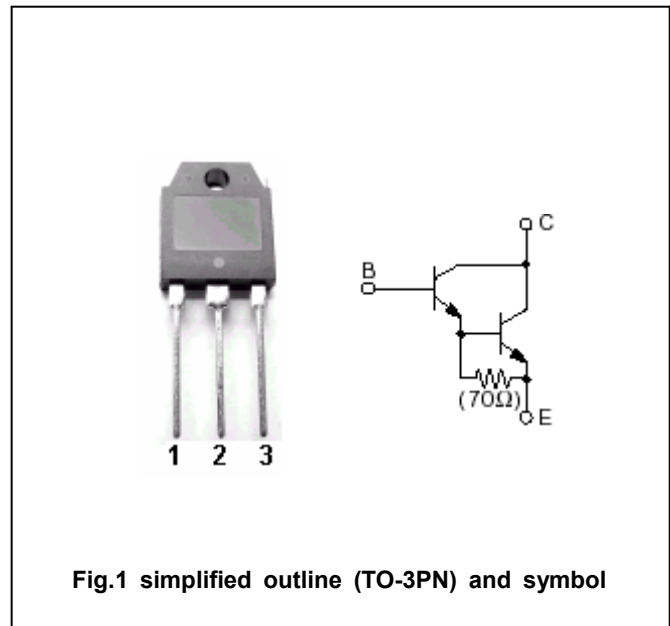 C
B
(70Ω)
E
1 2 3
Fig.1 simplified outline (TO-3PN) and symbol